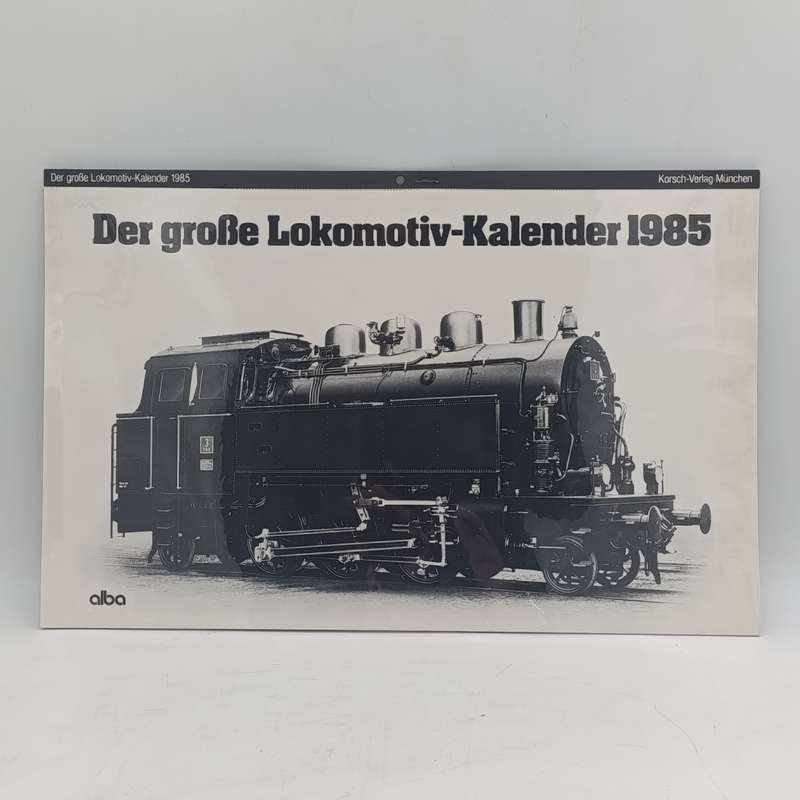 Der große Lokomotiv-Kalender 1985
Korsch-Verlag München
Der große Lokomotiv-Kalender 1985
alba